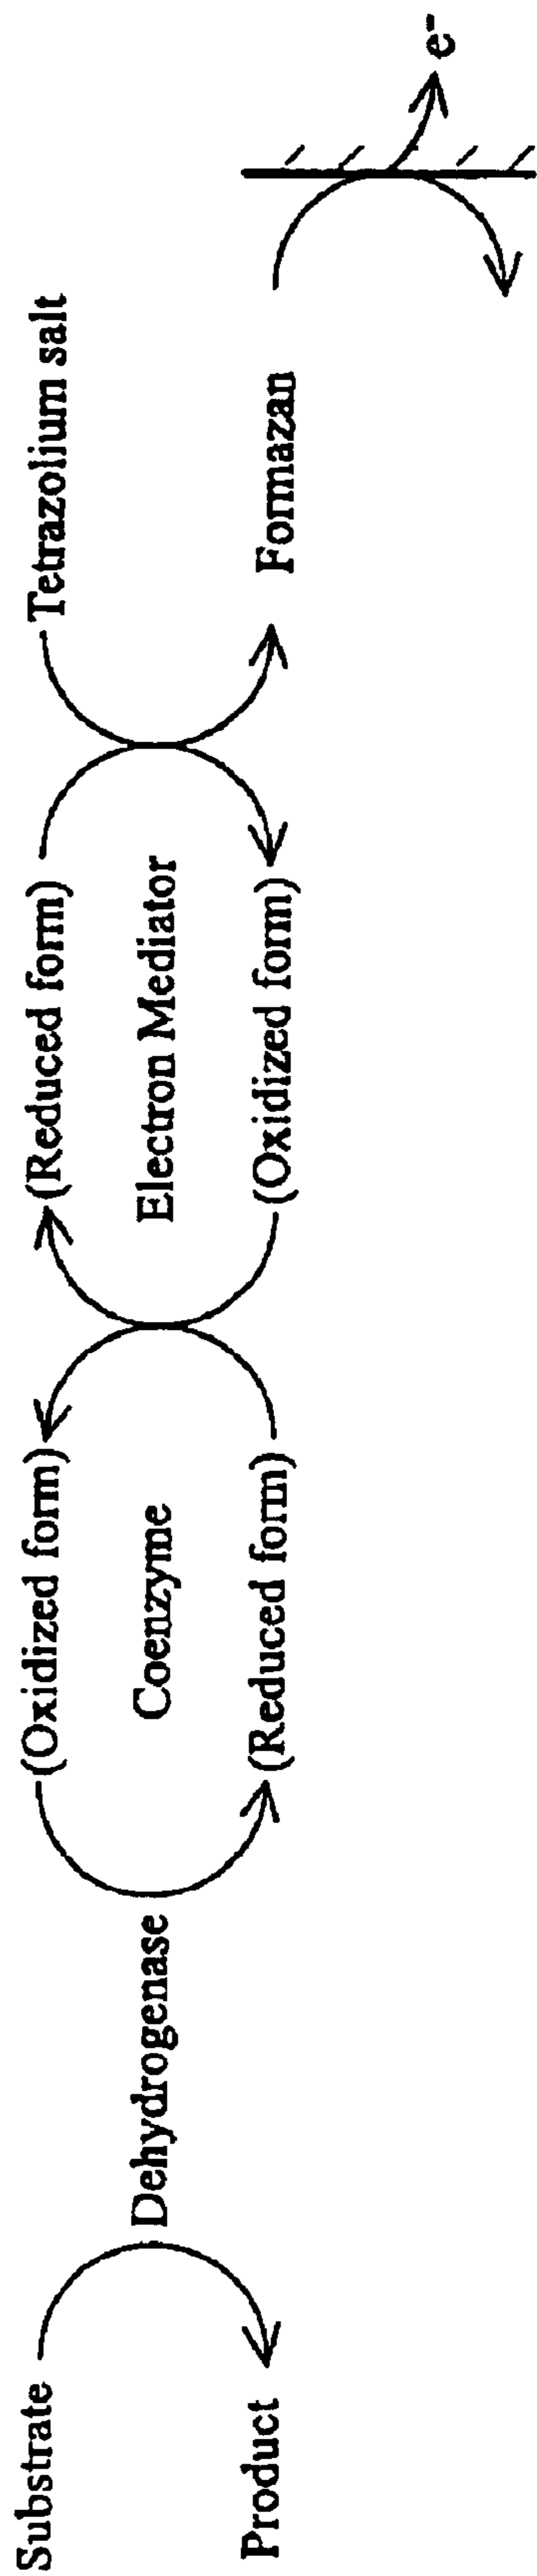 Substrate
Product
Dehydrogenase
(Oxidized form)
Coenzyme
(Reduced form)
(Reduced form)
Electron Mediator
(Oxidized form)
Tetrazolium salt
Formazan
e⁻